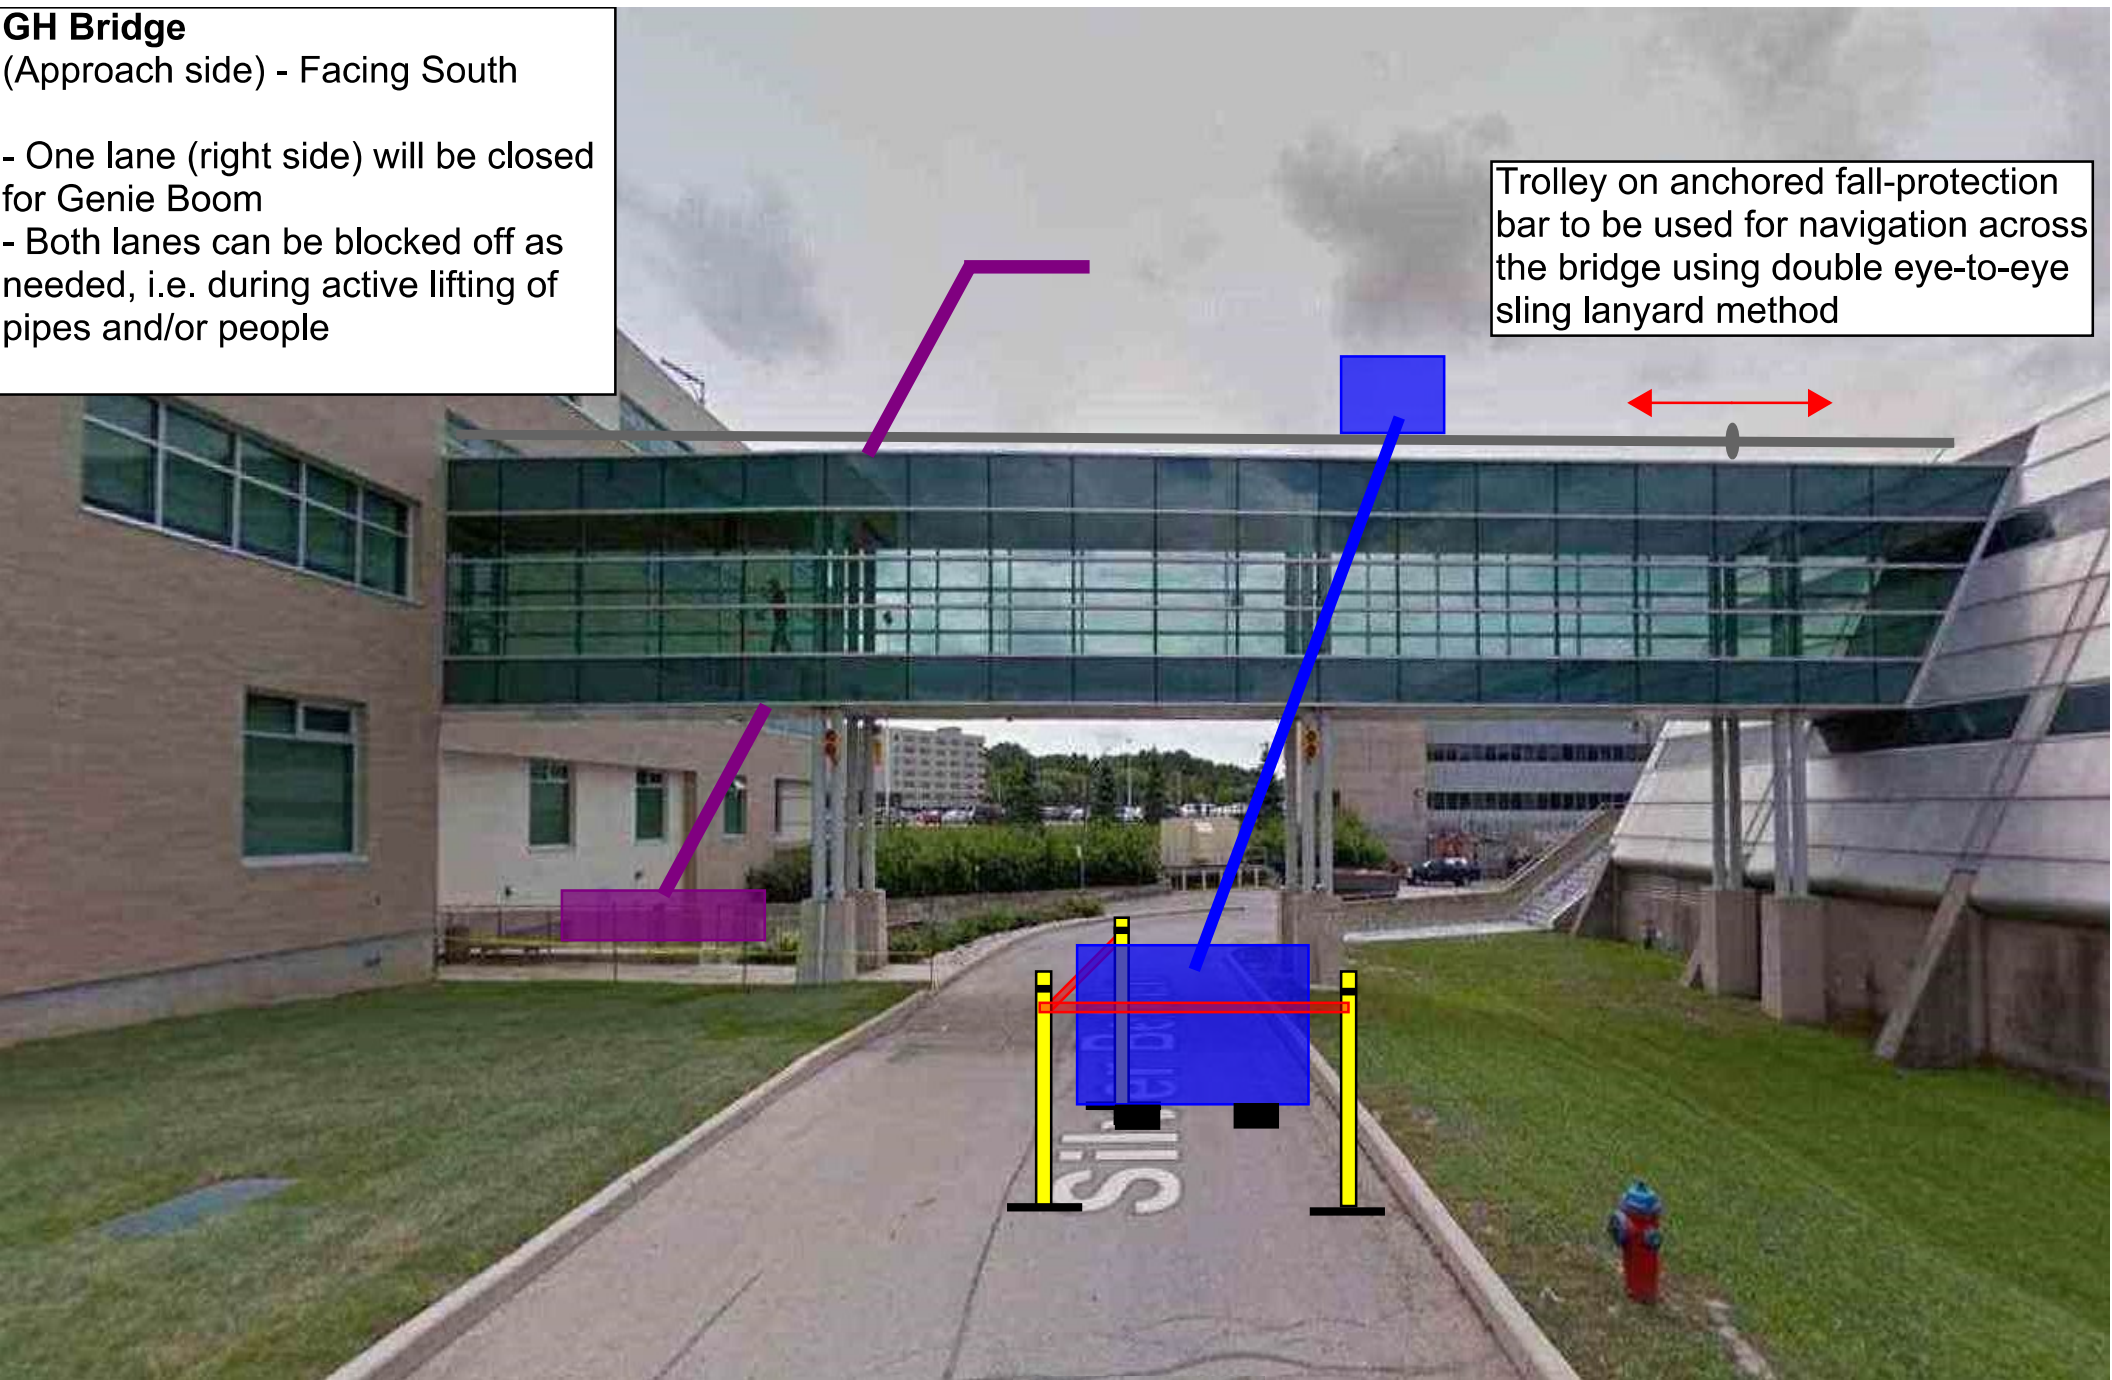 GH Bridge
(Approach side) - Facing South
- One lane (right side) will be closed
for Genie Boom
- Both lanes can be blocked off as
needed, i.e. during active lifting of
pipes and/or people
Trolley on anchored fall-protection
bar to be used for navigation across
the bridge using double eye-to-eye
sling lanyard method